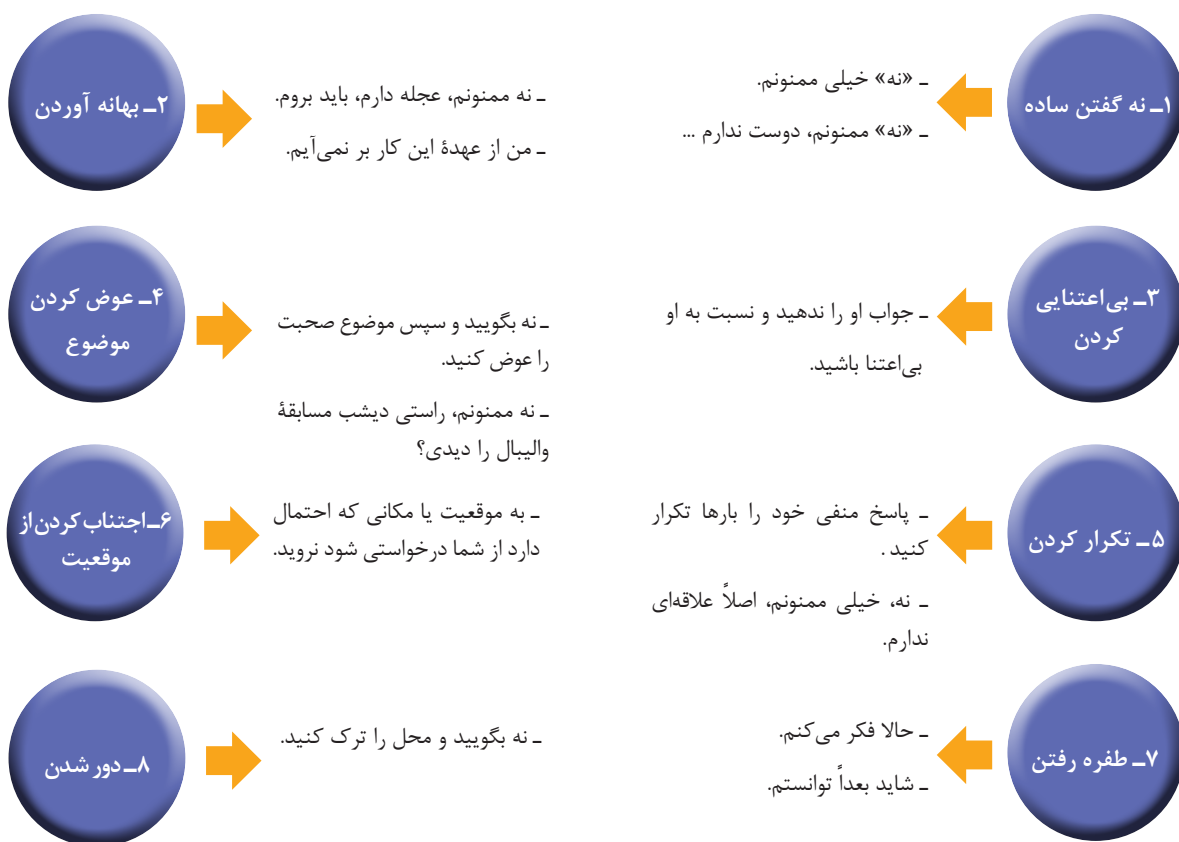 ۱ـ نه گفتن ساده
ـ «نه» خیلی ممنونم.
ـ «نه» ممنونم، دوست ندارم ...
۲ـ بهانه آوردن
ـ نه ممنونم، عجله دارم، باید بروم.
ـ من از عهدۀ این کار بر نمی‌آیم.
۳ـ بی‌اعتنایی
کردن
ـ جواب او را ندهید و نسبت به او
بی‌اعتنا باشید.
۴ـ عوض کردن
موضوع
ـ نه بگویید و سپس موضوع صحبت
را عوض کنید.
ـ نه ممنونم، راستی دیشب مسابقۀ
والیبال را دیدی؟
۵ـ تکرار کردن
ـ پاسخ منفی خود را بارها تکرار
کنید.
ـ نه، خیلی ممنونم، اصلاً علاقه‌ای
ندارم.
۶ـ اجتناب کردن از
موقعیت
ـ به موقعیت یا مکانی که احتمال
دارد از شما درخواستی شود نروید.
۷ـ طفره رفتن
ـ حالا فکر می‌کنم.
ـ شاید بعداً توانستم.
۸ـ دور شدن
ـ نه بگویید و محل را ترک کنید.